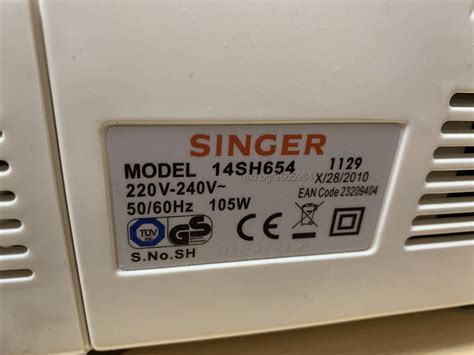 SINGER
MODEL 14SH654 1129
220V-240V~ X/28/2010
50/60Hz 105W EAN Code 23209404
TÜV
GS
S.No.SH